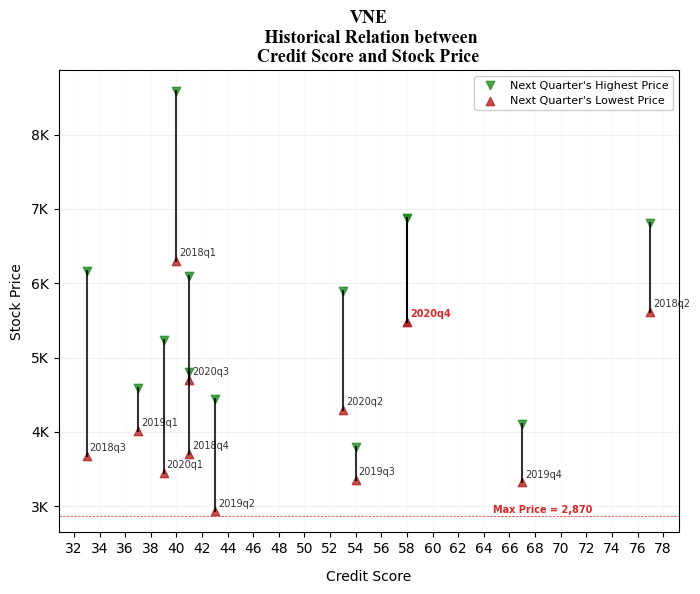 VNE
Historical Relation between
Credit Score and Stock Price
Next Quarter's Highest Price
Next Quarter's Lowest Price
8K
7K
6K
5K
4K
3K
Stock Price
2018q1
2018q2
2020q4
2020q3
2020q2
2019q1
2018q3
2018q4
2020q1
2019q3
2019q4
2019q2
Max Price = 2,870
32 34 36 38 40 42 44 46 48 50 52 54 56 58 60 62 64 66 68 70 72 74 76 78
Credit Score